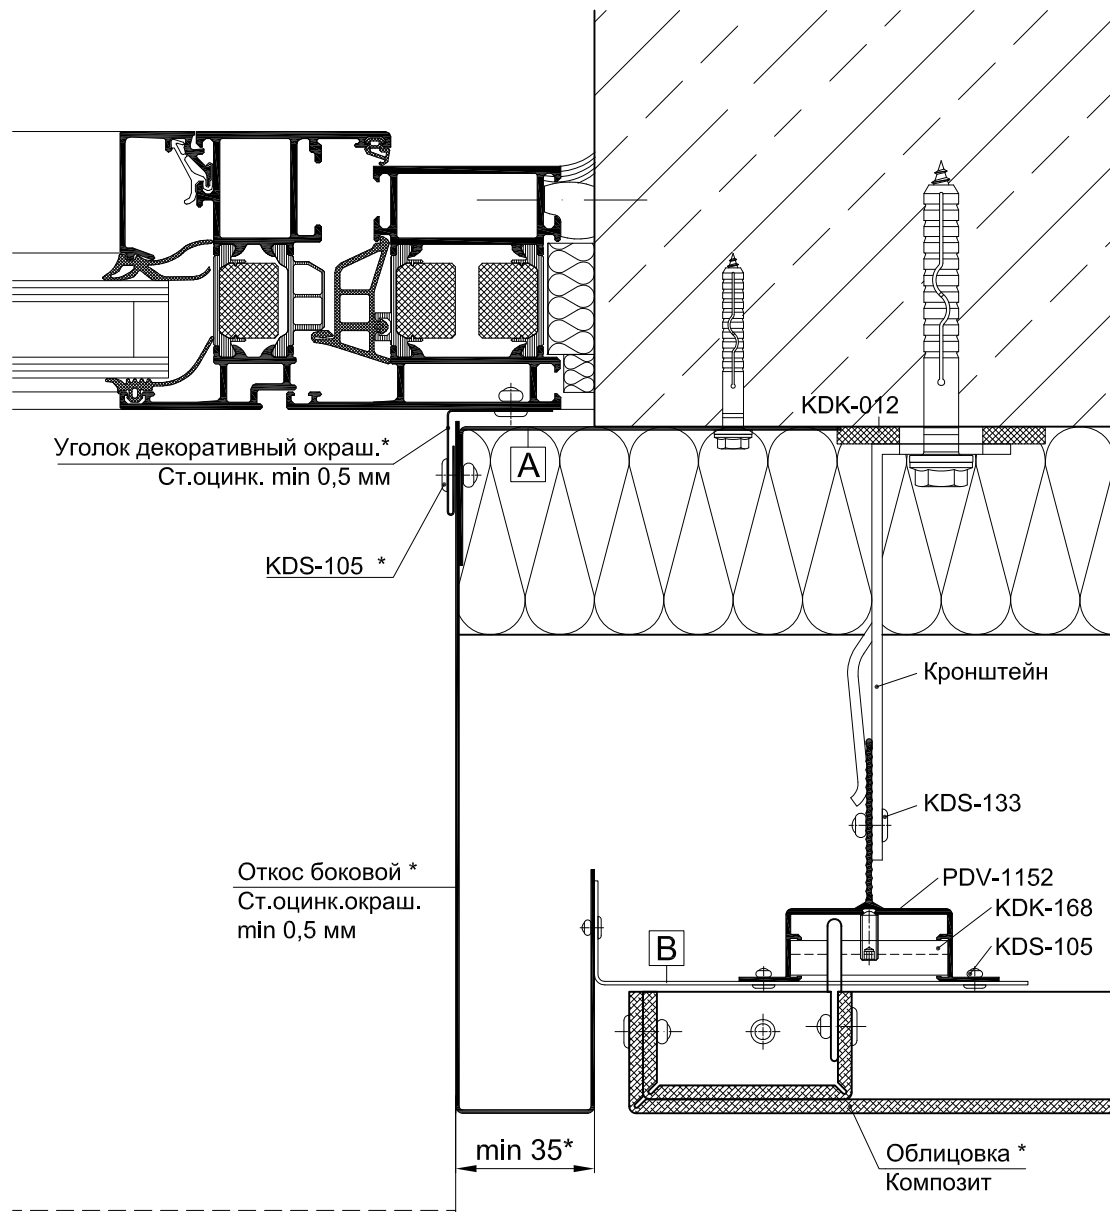 KDK-012
Уголок декоративный окраш.*
Ст.оцинк. min 0,5 мм
A
KDS-105 *
Кронштейн
KDS-133
Откос боковой *
Ст.оцинк.окраш.
min 0,5 мм
PDV-1152
KDK-168
KDS-105
B
min 35*
Облицовка *
Композит